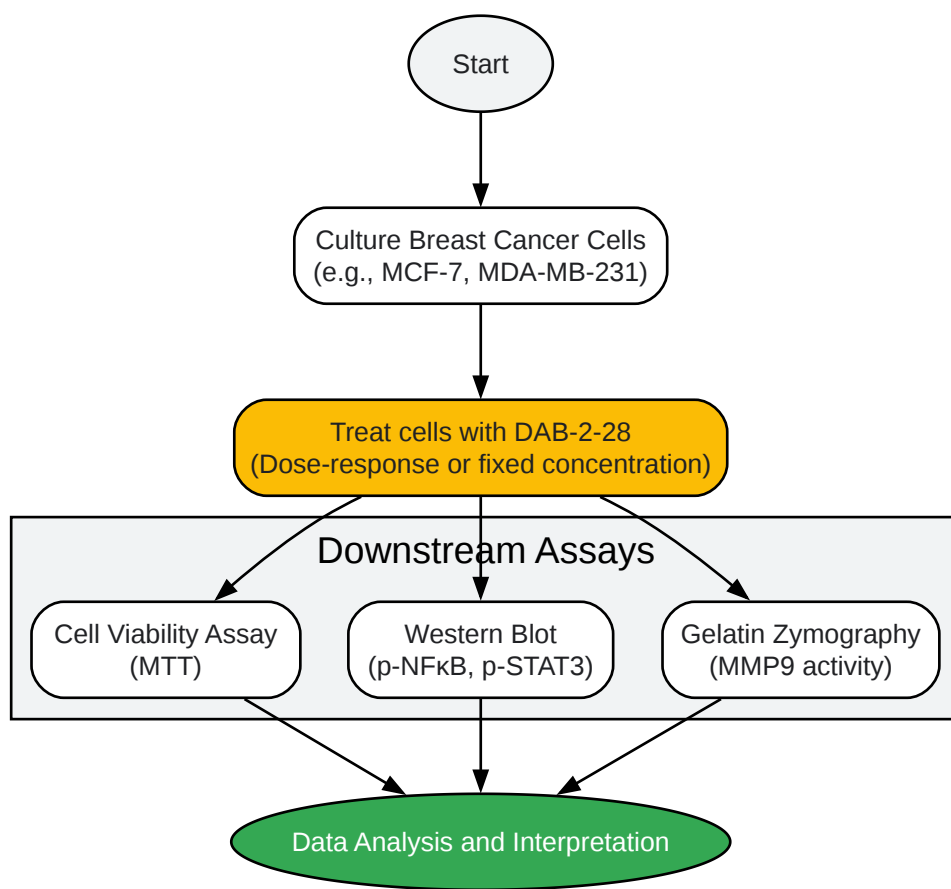 Start
Culture Breast Cancer Cells
(e.g., MCF-7, MDA-MB-231)
Treat cells with DAB-2-28
(Dose-response or fixed concentration)
Downstream Assays
Cell Viability Assay
(MTT)
Western Blot
(p-NFκB, p-STAT3)
Gelatin Zymography
(MMP9 activity)
Data Analysis and Interpretation